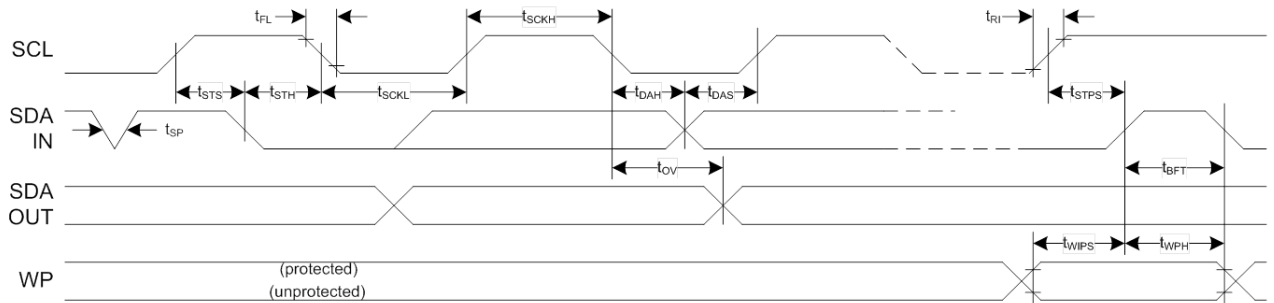 tFL
tSCKH
tRI
SCL
tSTS
tSTH
tSCKL
tDAH
tDAS
tSTPS
SDA
IN
tSP
tOV
tBFT
SDA
OUT
tWIPS
tWPH
WP
(protected)
(unprotected)